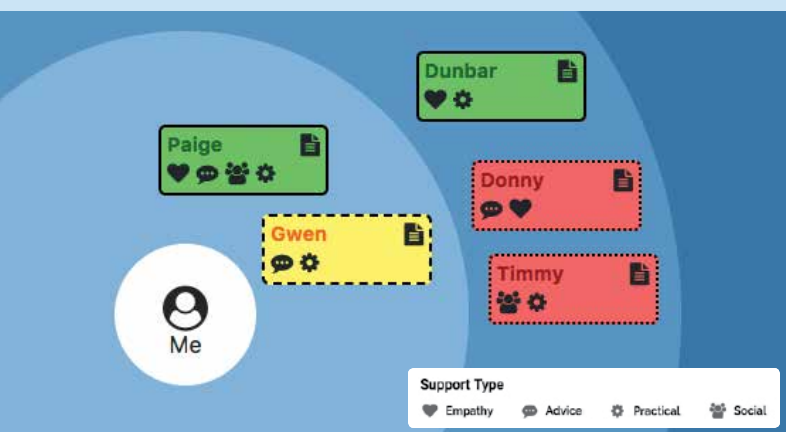 Dunbar
Paige
Donny
Gwen
Timmy
Me
Support Type
Empathy Advice Practical Social